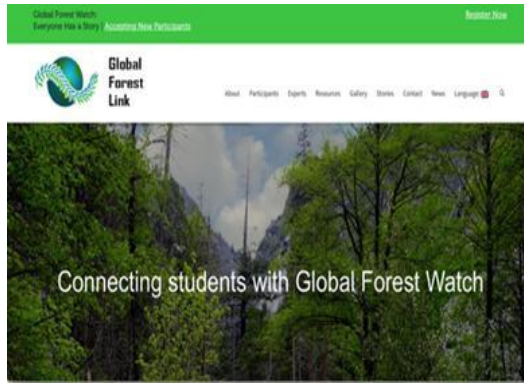 Global Forest Watch:
Everyone Has a Story | Accepting New Participants
Register Now
Global
Forest
Link
About Participants Experts Resources Gallery Stories Contact News Language
Connecting students with Global Forest Watch